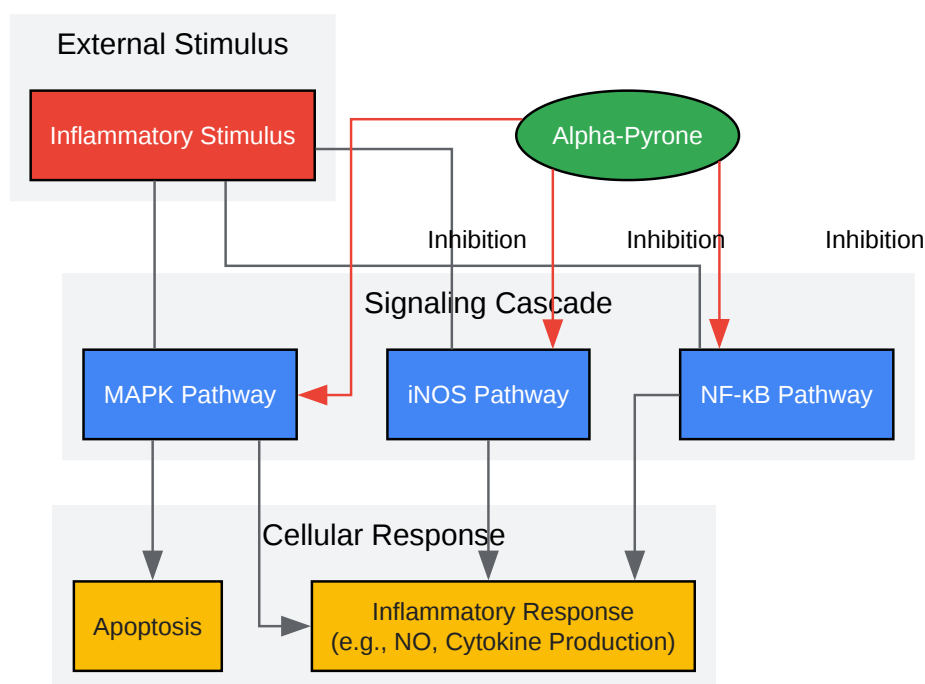 External Stimulus
Inflammatory Stimulus
Alpha-Pyrone
Inhibition
Inhibition
Inhibition
Signaling Cascade
MAPK Pathway
iNOS Pathway
NF-κB Pathway
Cellular Response
Apoptosis
Inflammatory Response
(e.g., NO, Cytokine Production)